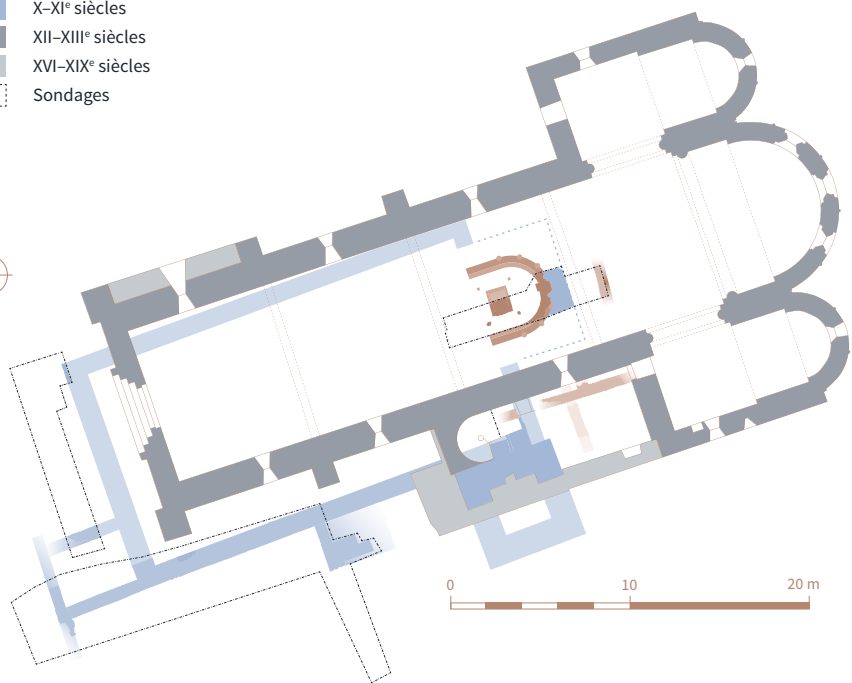 X–XIᵉ siècles
XII–XIIIᵉ siècles
XVI–XIXᵉ siècles
Sondages
0 10 20 m